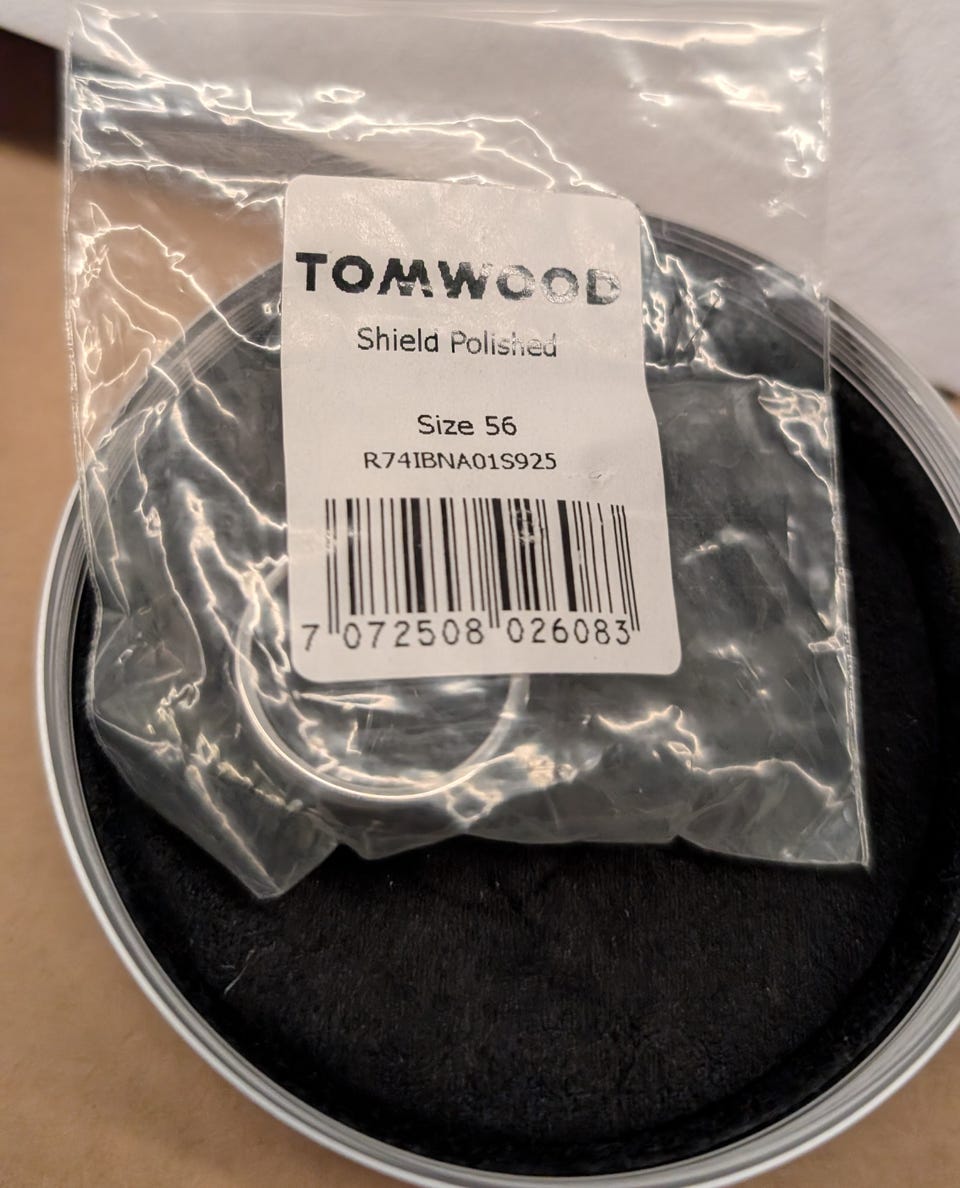 TOMWOOD
Shield Polished
Size 56
R74IBNA01S925
7 072508 026083